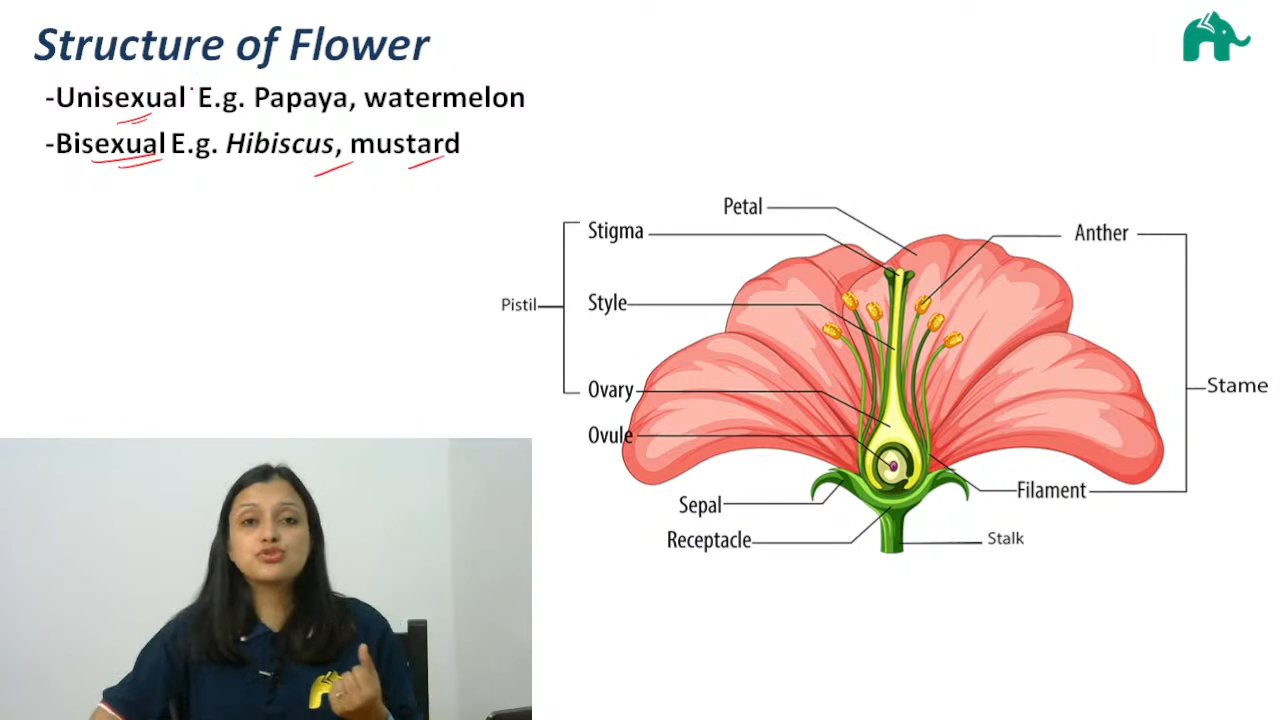 Structure of Flower
-Unisexual E.g. Papaya, watermelon
-Bisexual E.g. Hibiscus, mustard
Petal
Stigma
Anther
Pistil
Style
Ovary
Stame
Ovule
Sepal
Filament
Receptacle
Stalk